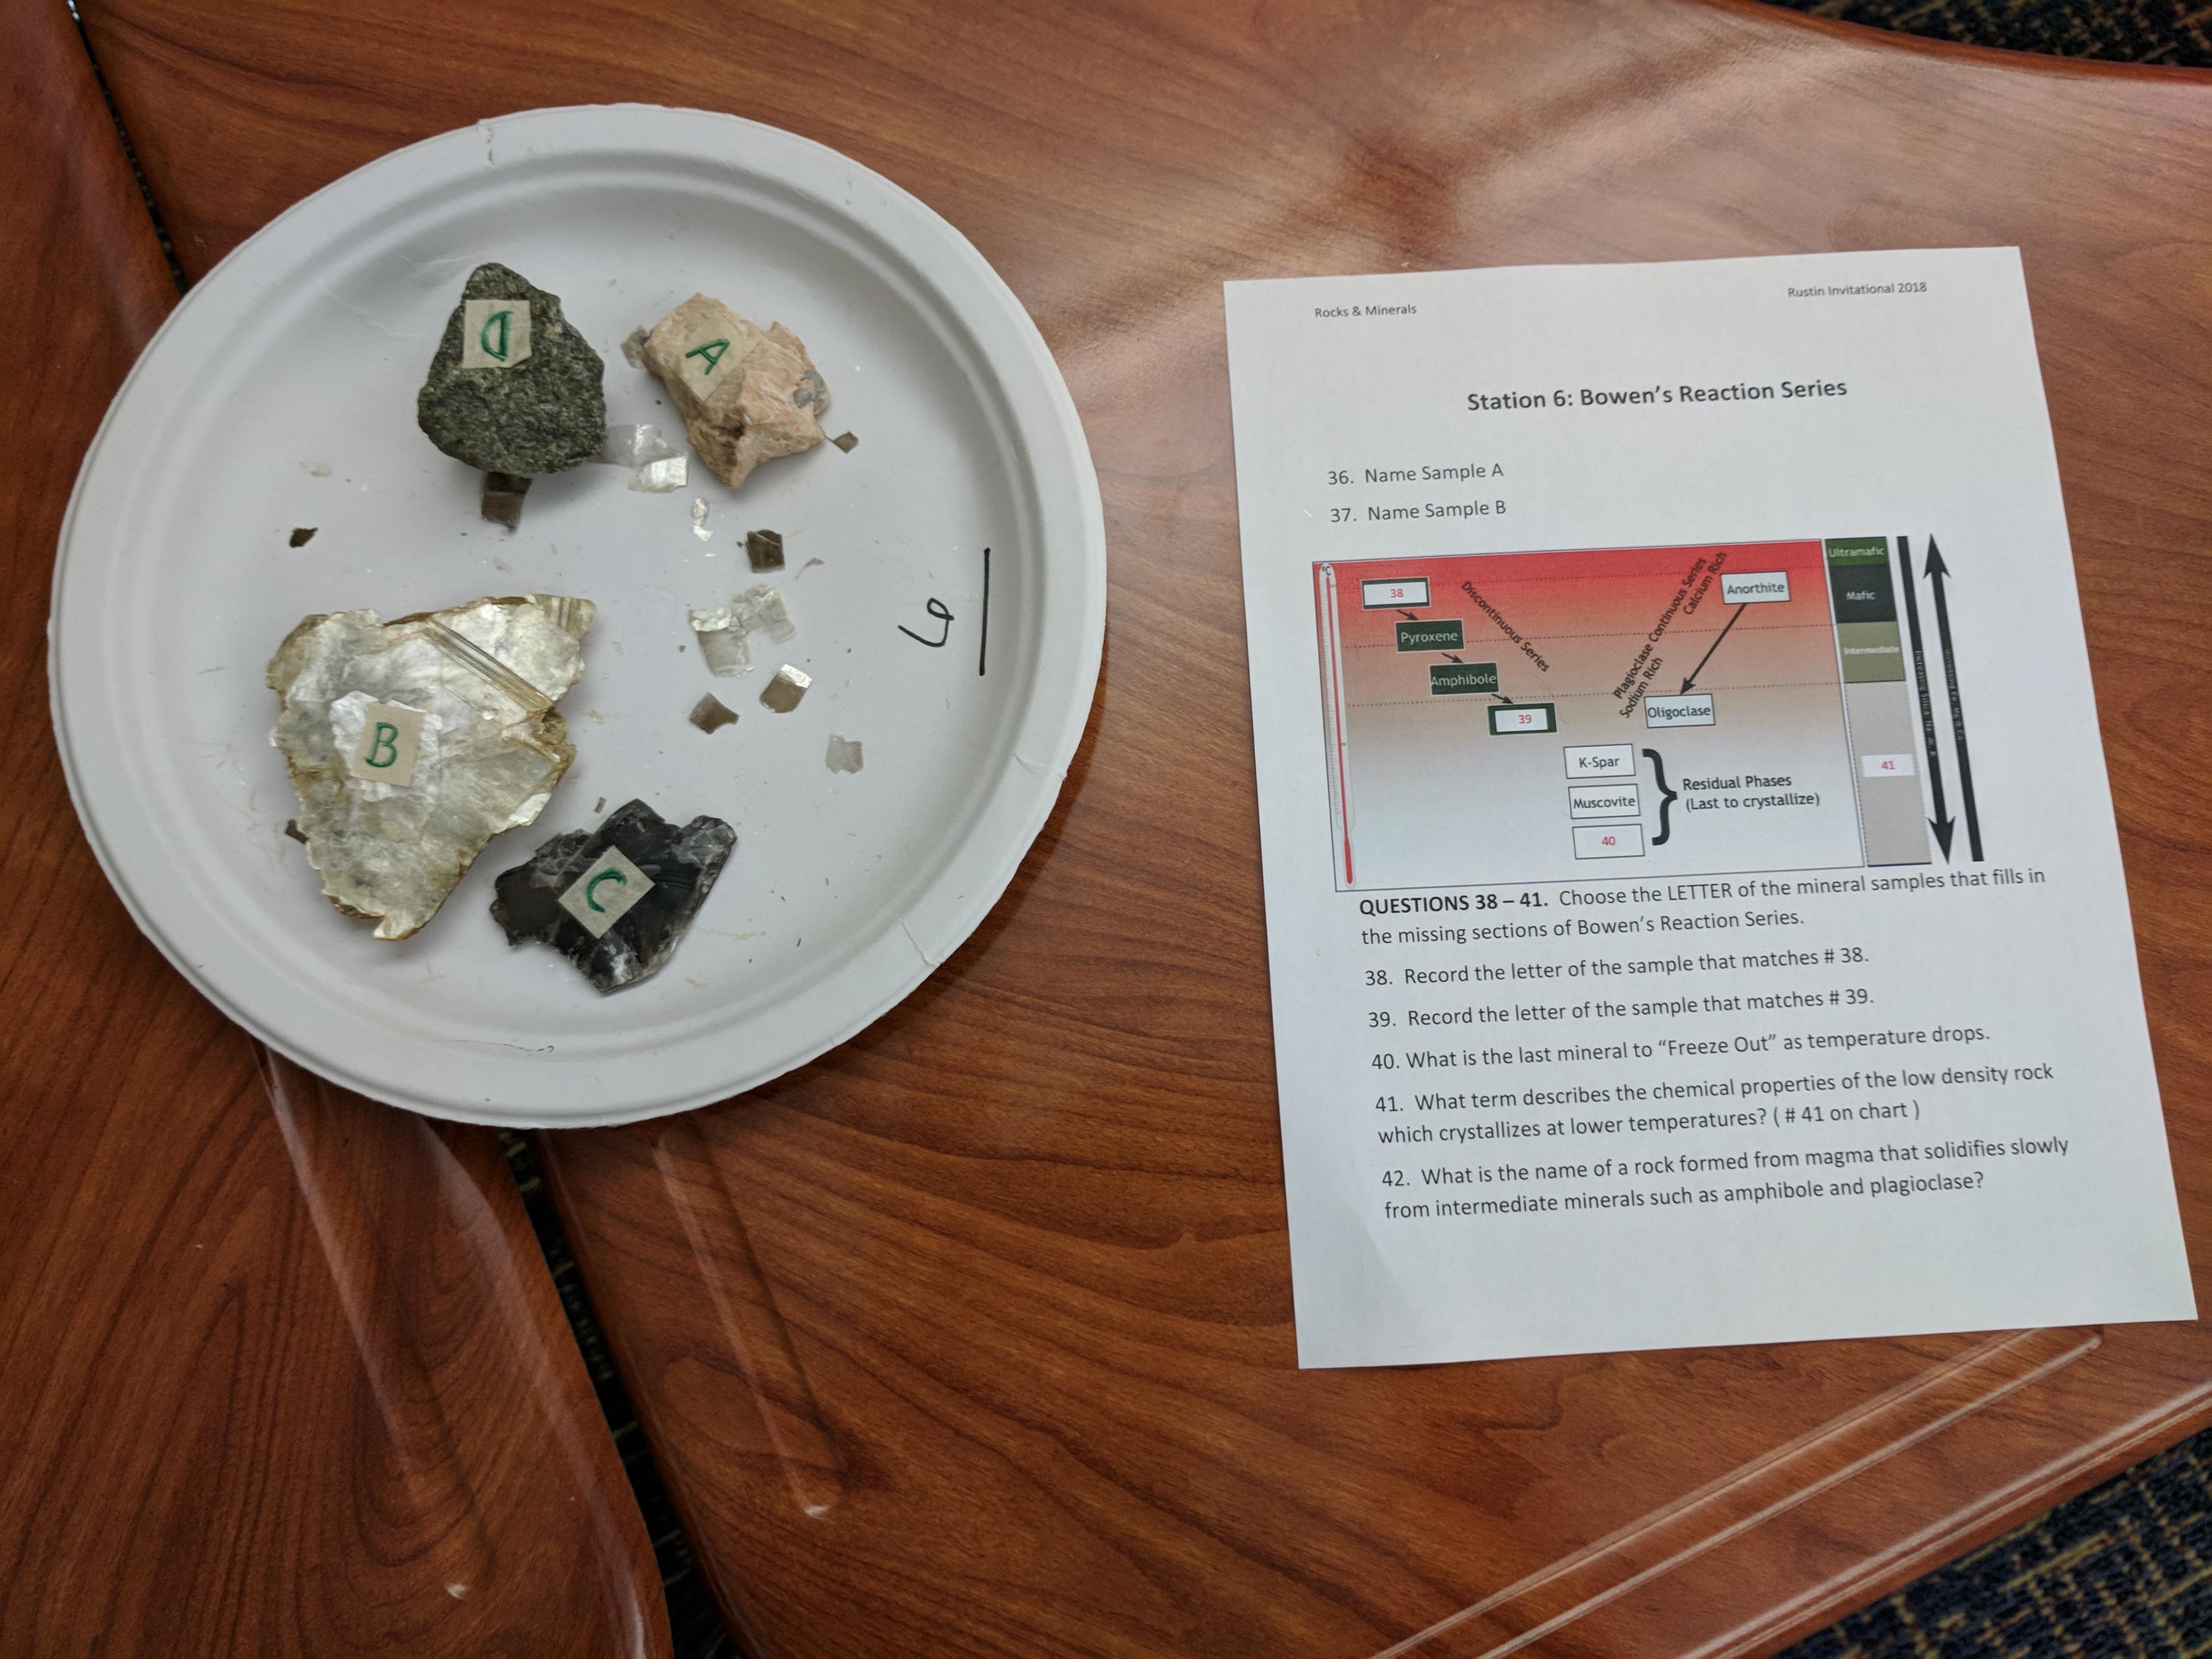 D
A
B
C
6
Rocks & Minerals
Rustin Invitational 2018
Station 6: Bowen's Reaction Series
36. Name Sample A
37. Name Sample B
°C
38
Pyroxene
Amphibole
39
Discontinuous Series
Plagioclase Continuous Series
Calcium Rich
Sodium Rich
Anorthite
Oligoclase
K-Spar
Muscovite
40
Residual Phases
(Last to crystallize)
Ultramafic
Mafic
Intermediate
41
QUESTIONS 38 – 41. Choose the LETTER of the mineral samples that fills in
the missing sections of Bowen's Reaction Series.
38. Record the letter of the sample that matches # 38.
39. Record the letter of the sample that matches # 39.
40. What is the last mineral to "Freeze Out" as temperature drops.
41. What term describes the chemical properties of the low density rock
which crystallizes at lower temperatures? ( # 41 on chart )
42. What is the name of a rock formed from magma that solidifies slowly
from intermediate minerals such as amphibole and plagioclase?